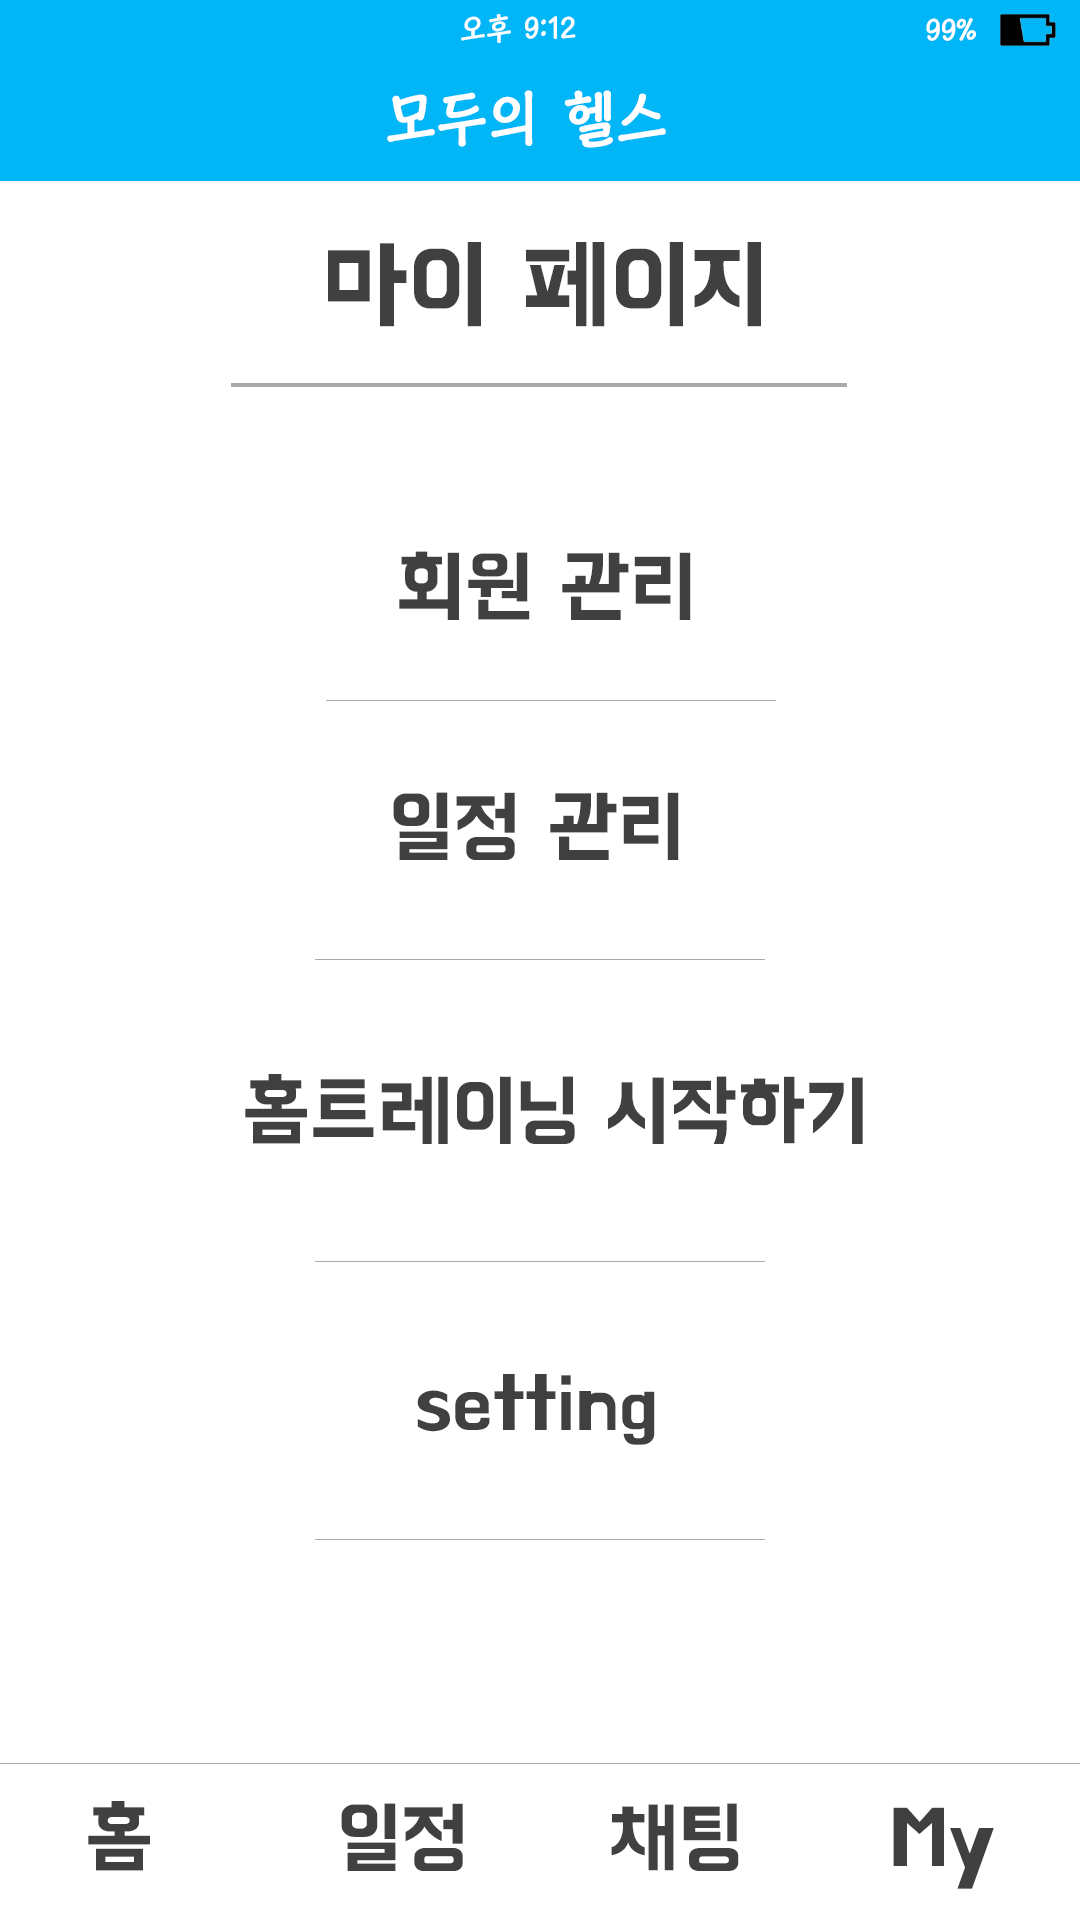 오후 9:12 99%
모두의 헬스
마이 페이지
회원 관리
일정 관리
홈트레이닝 시작하기
setting
홈 일정 채팅 My